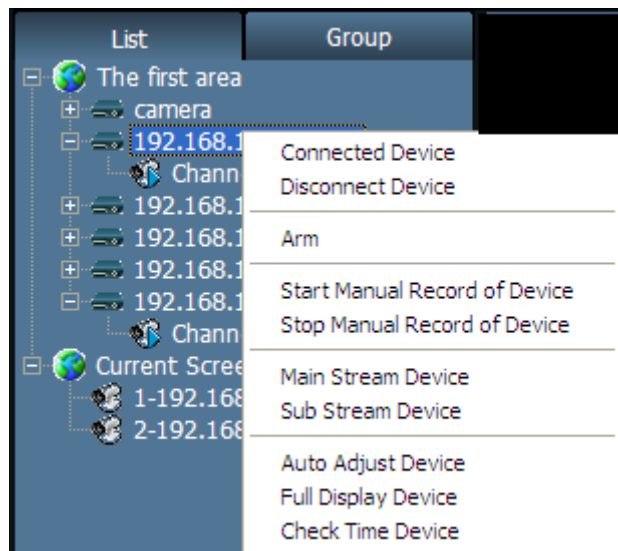 List
Group
The first area
camera
192.168.1
Chann
192.168.1
192.168.1
192.168.1
192.168.1
Chann
Current Scree
1-192.168
2-192.168
Connected Device
Disconnect Device
Arm
Start Manual Record of Device
Stop Manual Record of Device
Main Stream Device
Sub Stream Device
Auto Adjust Device
Full Display Device
Check Time Device